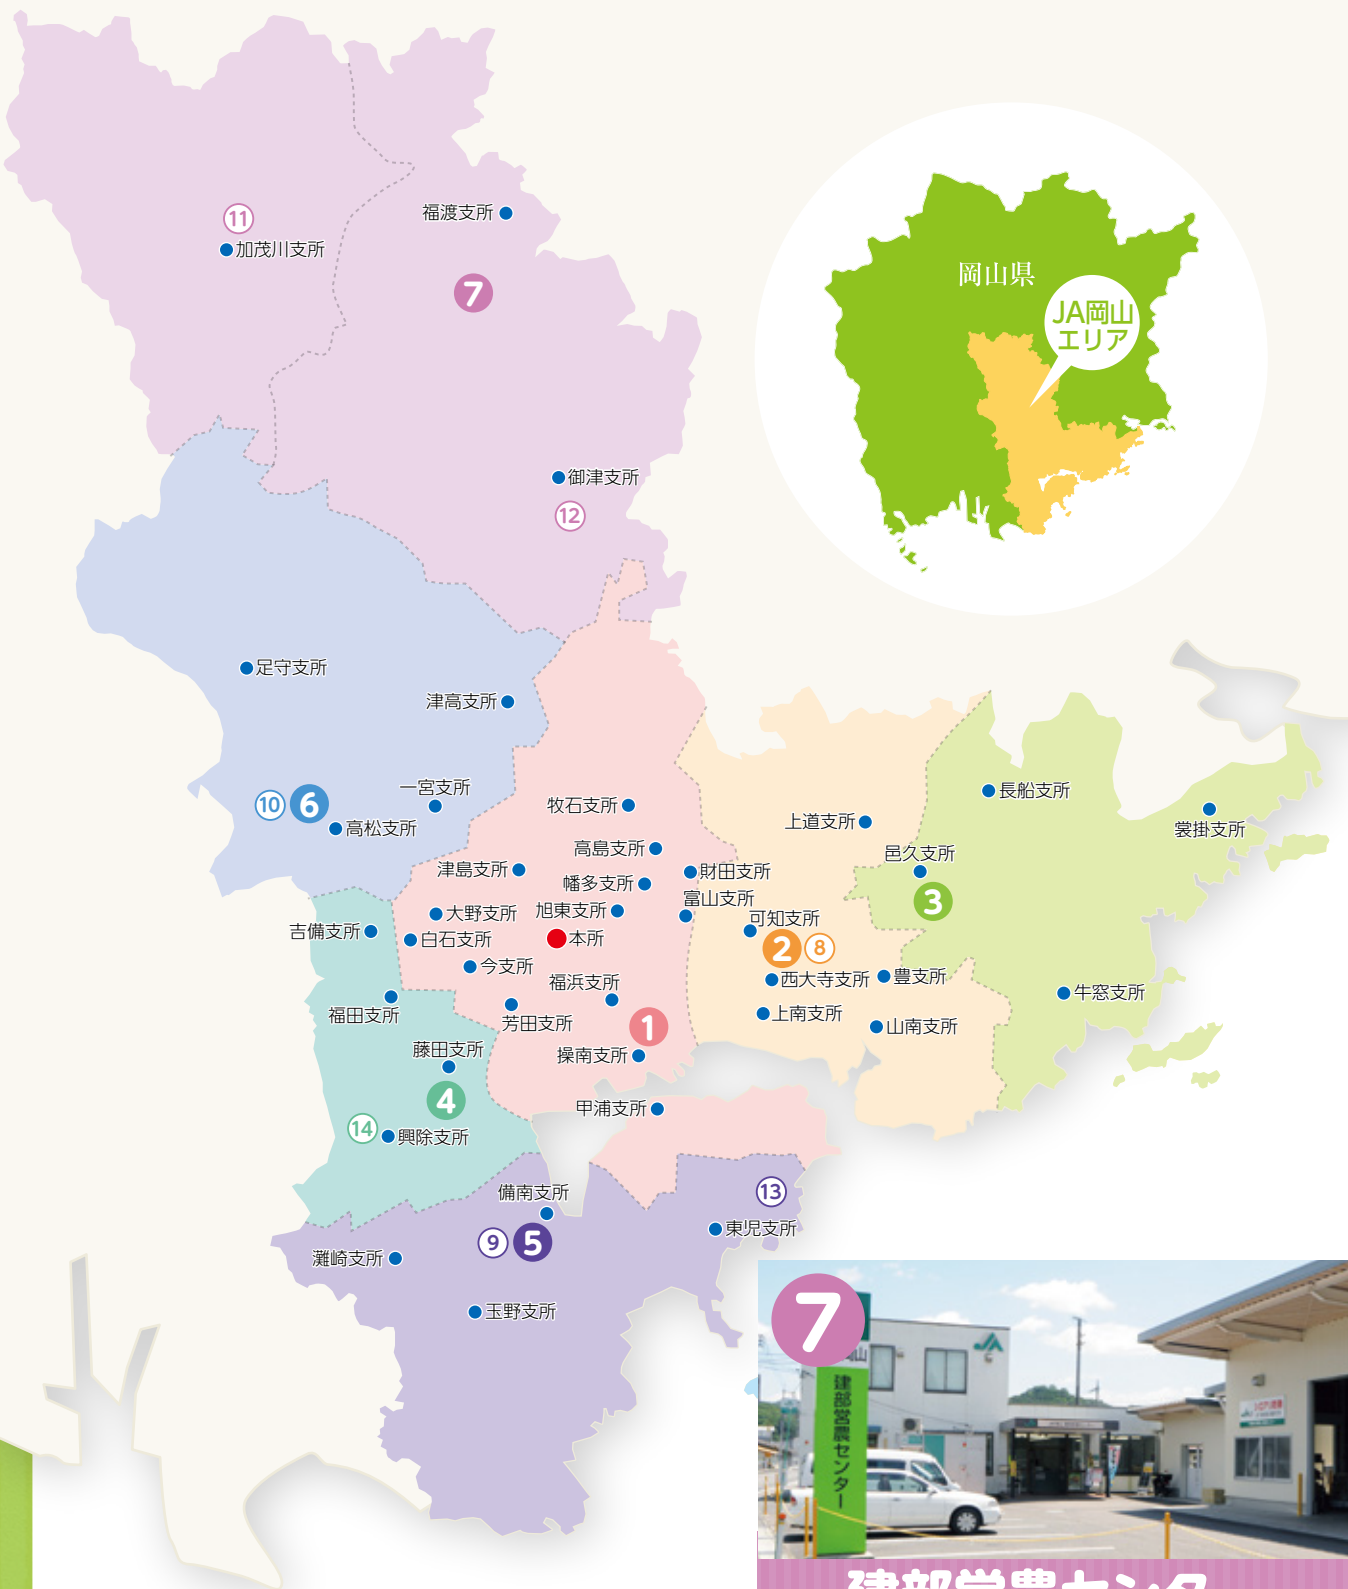 福渡支所
⑪
加茂川支所
7
岡山県
JA岡山
エリア
御津支所
⑫
足守支所
津高支所
一宮支所
⑩
6
高松支所
牧石支所
高島支所
津島支所
幡多支所
財田支所
富山支所
大野支所
旭東支所
白石支所
本所
今支所
福浜支所
芳田支所
1
操南支所
甲浦支所
上道支所
可知支所
2
⑧
西大寺支所
豊支所
上南支所
山南支所
長船支所
裳掛支所
邑久支所
3
牛窓支所
吉備支所
福田支所
藤田支所
4
⑭
興除支所
備南支所
⑨
5
灘崎支所
玉野支所
⑬
東児支所
7
JA
建部営農センター
建部営農センター